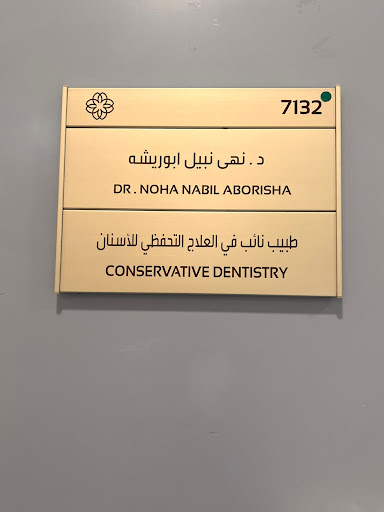 7132
د . نهى نبيل ابوريشه
DR . NOHA NABIL ABORISHA
طبيب نائب في العلاج التحفظي للأسنان
CONSERVATIVE DENTISTRY